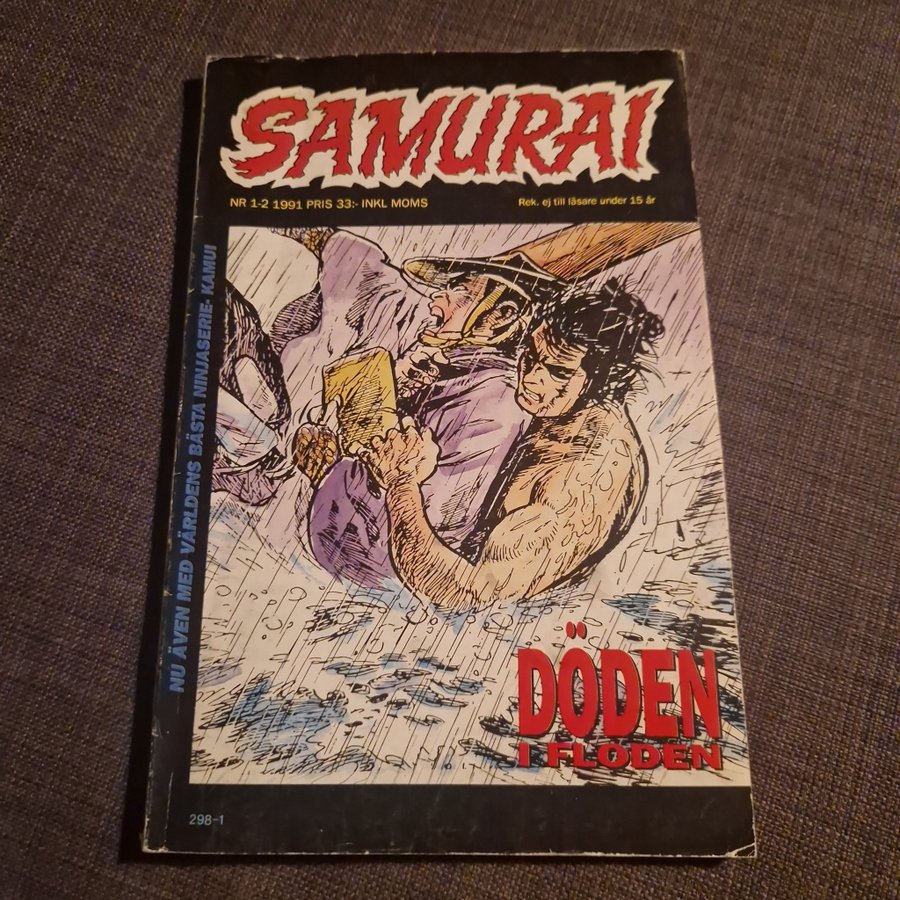 SAMURAI
NR 1-2 1991 PRIS 33:- INKL MOMS
Rek. ej till läsare under 15 år
NU ÄVEN MED VÄRLDENS BÄSTA NINJASERIE- KAMUI
DÖDEN
I FLODEN
298-1